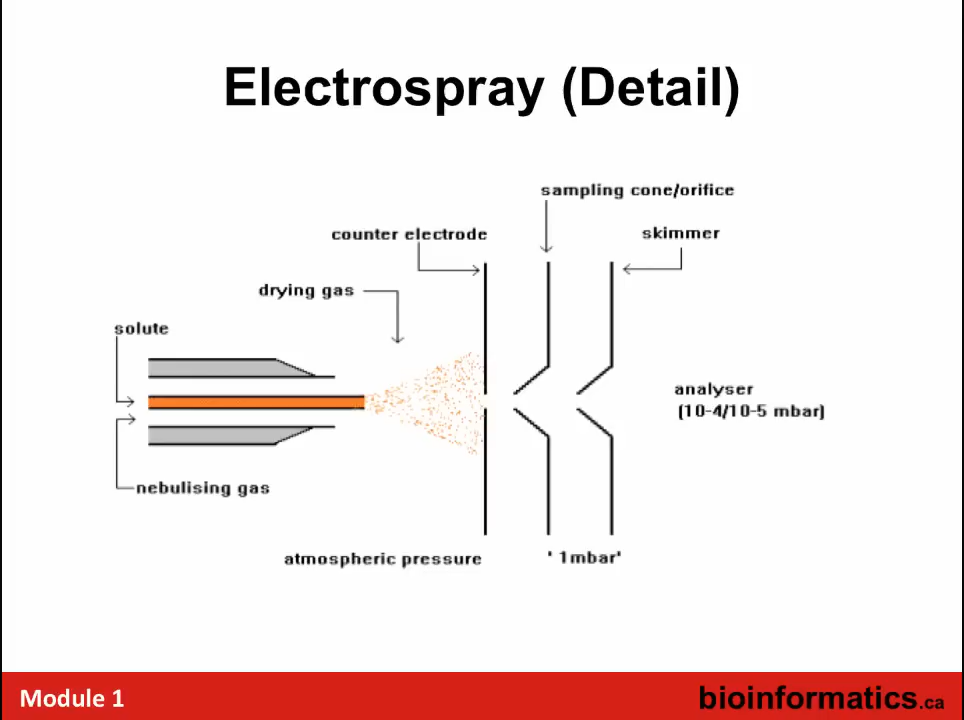 Electrospray (Detail)
sampling cone/orifice
counter electrode
skimmer
drying gas
solute
analyser
(10-4/10-5 mbar)
nebulising gas
atmospheric pressure
' 1mbar'
Module 1
bioinformatics.ca